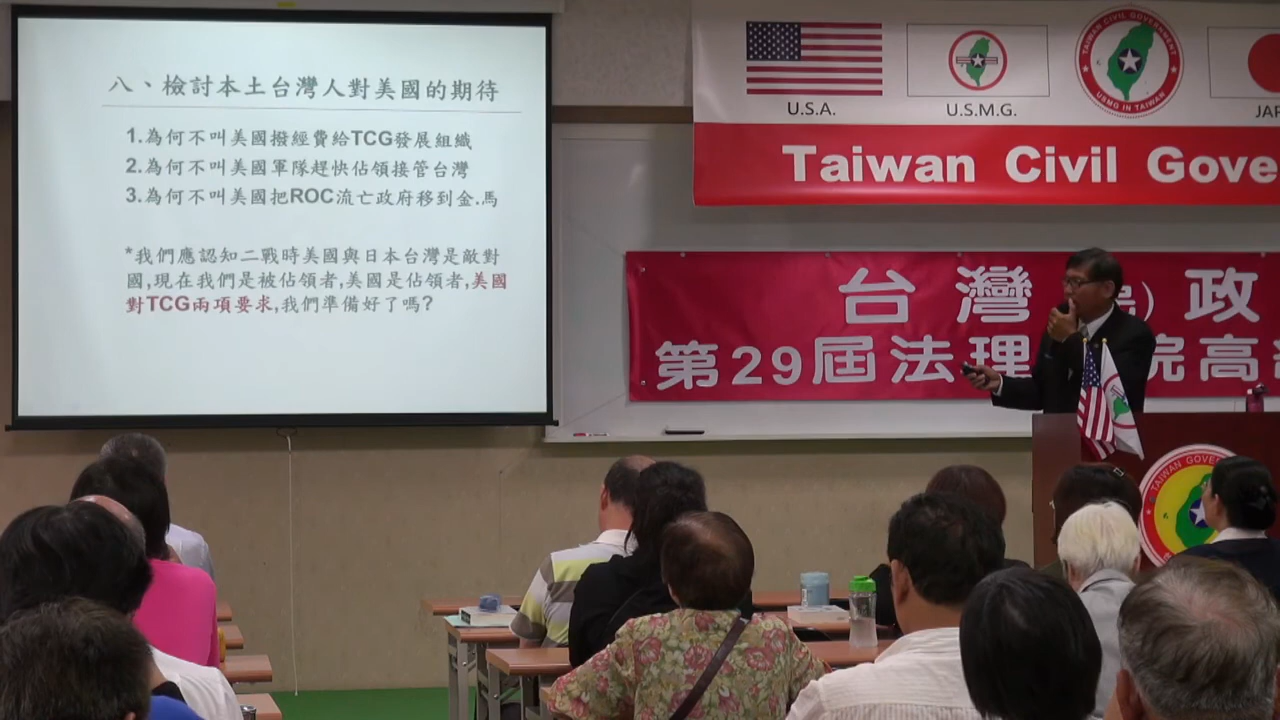 八、檢討本土台灣人對美國的期待
1.為何不叫美國撥經費給TCG發展組織
2.為何不叫美國軍隊趕快佔領接管台灣
3.為何不叫美國把ROC流亡政府移到金.馬
*我們應認知二戰時美國與日本台灣是敵對
國,現在我們是被佔領者,美國是佔領者,美國
對TCG兩項要求,我們準備好了嗎?
U.S.A.
U.S.M.G.
TAIWAN CIVIL GOVERNMENT
USMG IN TAIWAN
Taiwan Civil Gove
台灣 政
第29屆法理 院高
TAIWAN GOVER